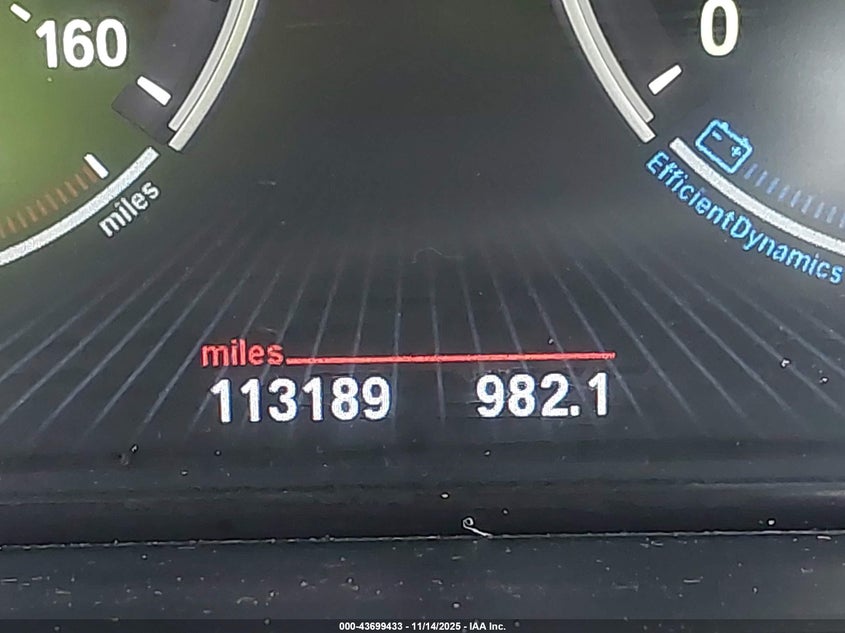 160
0
miles
EfficientDynamics
miles
113189 982.1
000-43699433 - 11/14/2025 - IAA Inc.